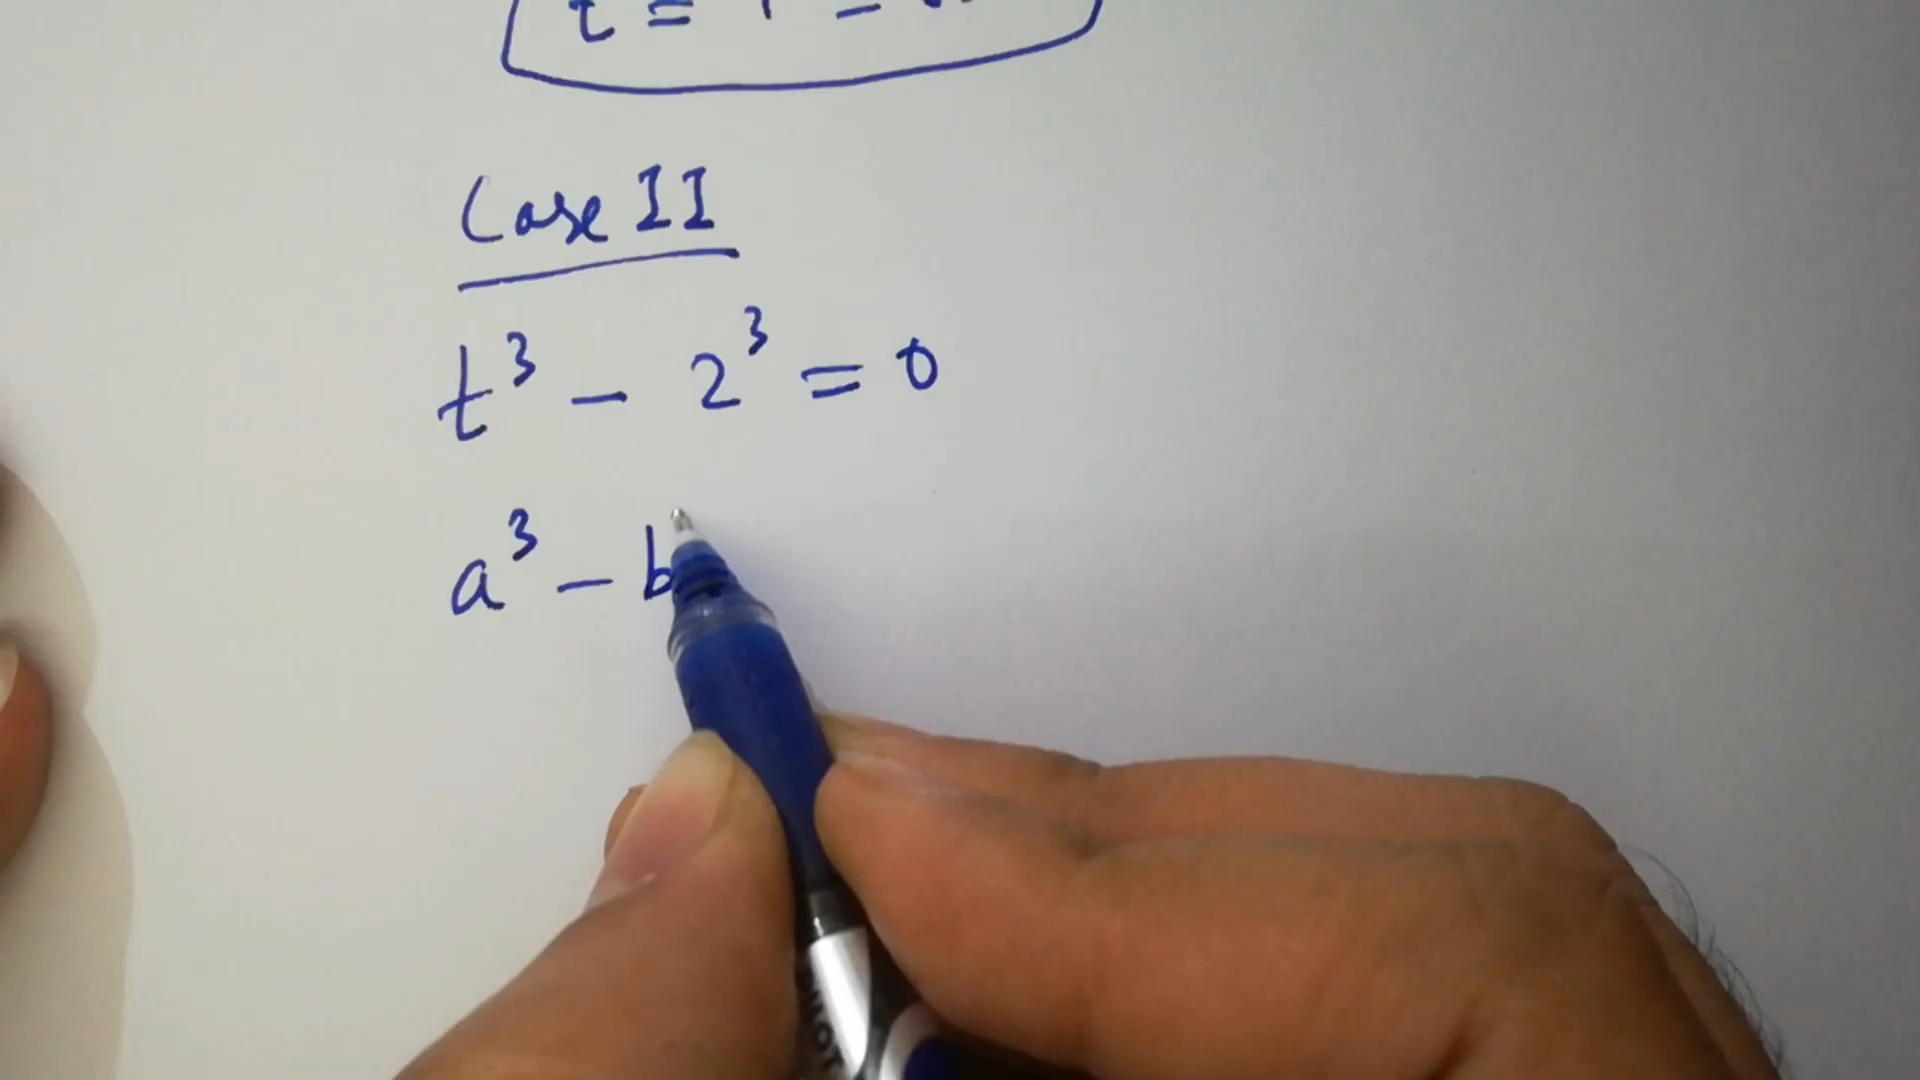 t =
Case II
t³ - 2³ = 0
a³ - b